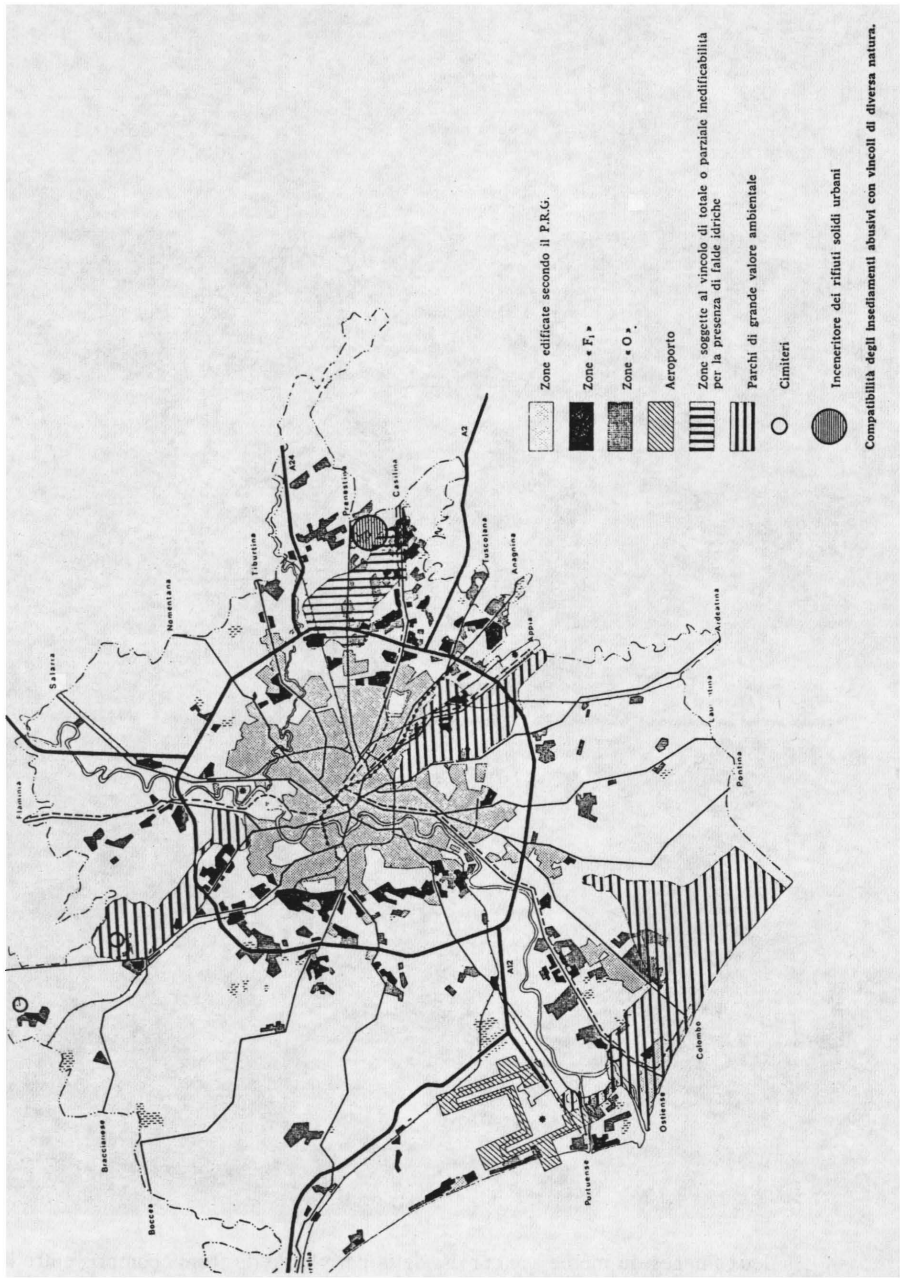 Flaminia
Salaria
Nomentana
Tiburtina
A24
Prenestina
Casilina
A2
Tuscolana
Anagnina
Appia
Ardeatina
Pontina
Colombo
Ostiense
Portuense
A12
Boccea
Braccianese
Zone edificate secondo il P.R.G.
Zone « F₁ »
Zone « O ».
Aeroporto
Zone soggette al vincolo di totale o parziale inedificabilità
per la presenza di falde idriche
Parchi di grande valore ambientale
Cimiteri
Inceneritore dei rifiuti solidi urbani
Compatibilità degli insediamenti abusivi con vincoli di diversa natura.